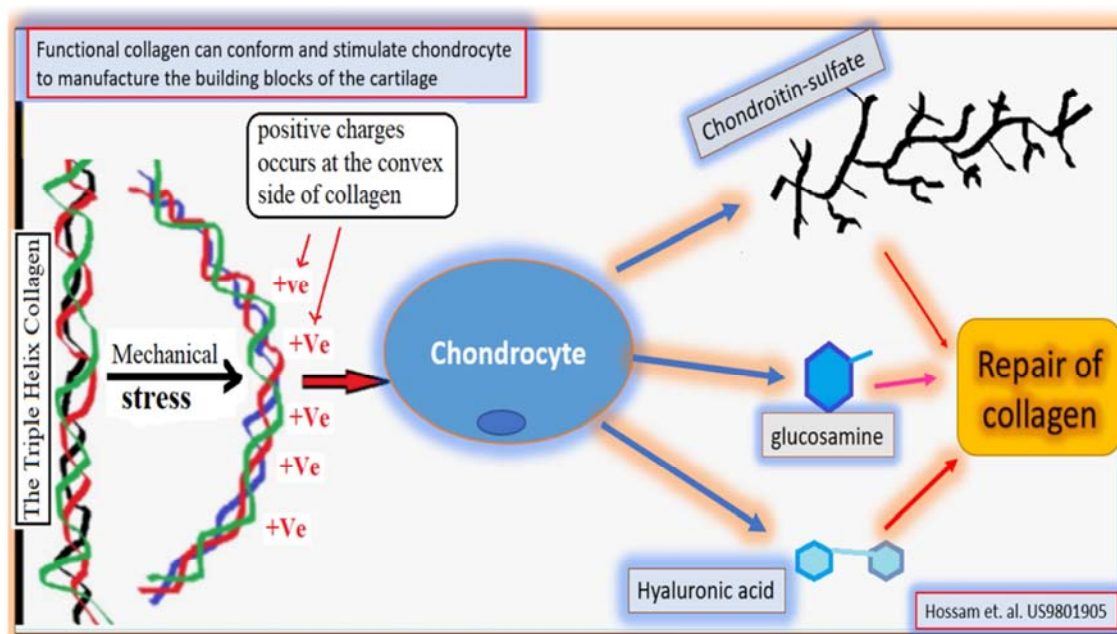 Functional collagen can conform and stimulate chondrocyte
to manufacture the building blocks of the cartilage
positive charges
occurs at the convex
side of collagen
The Triple Helix Collagen
Mechanical
stress
+ve
+Ve
+Ve
+Ve
+Ve
Chondrocyte
Chondroitin-sulfate
glucosamine
Hyaluronic acid
Repair of
collagen
Hossam et. al. US9801905